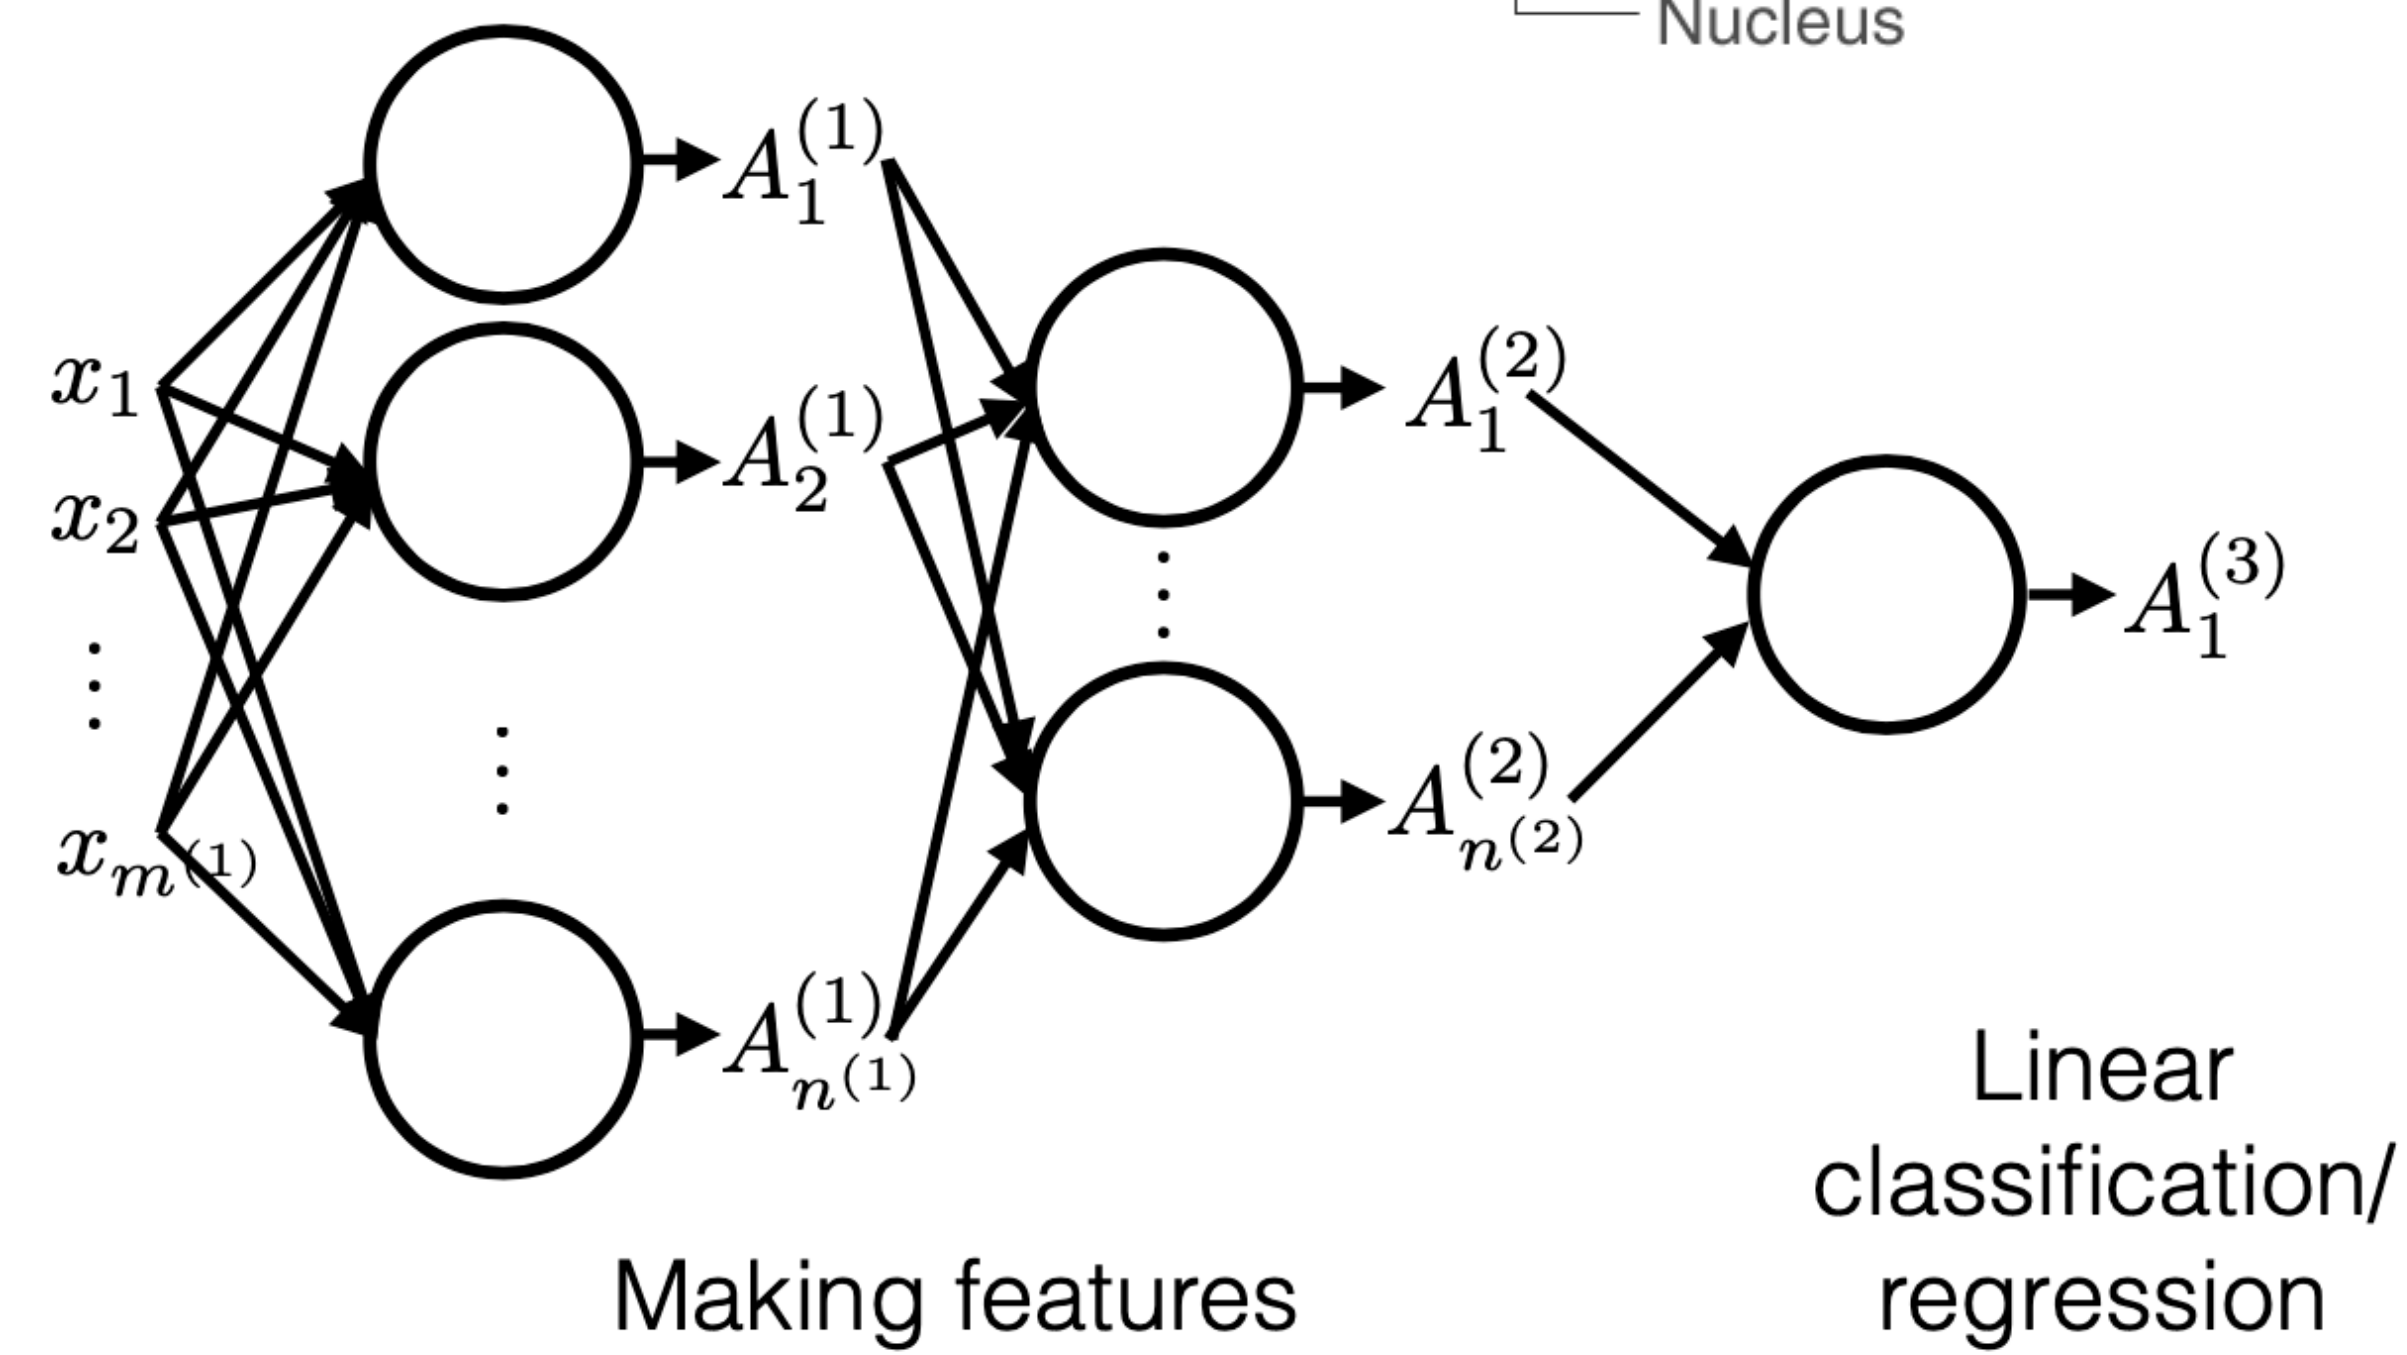 Nucleus
A_1^{(1)}
x_1
A_2^{(1)}
A_1^{(2)}
x_2
A_1^{(3)}
x_{m^{(1)}}
A_{n^{(2)}}^{(2)}
A_{n^{(1)}}^{(1)}
Making features
Linear
classification/
regression